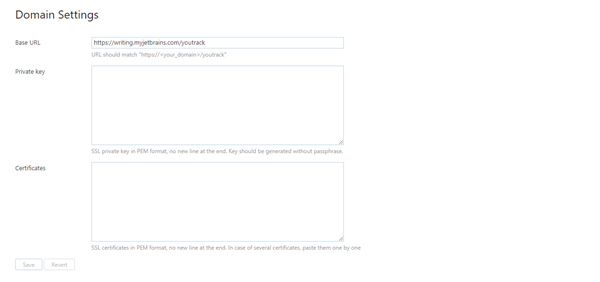 Domain Settings
Base URL
https://writing.myjetbrains.com/youtrack
URL should match "https://<your_domain>/youtrack"
Private key
SSL private key in PEM format, no new line at the end. Key should be generated without passphrase.
Certificates
SSL certificates in PEM format, no new line at the end. In case of several certificates, paste them one by one
Save Revert